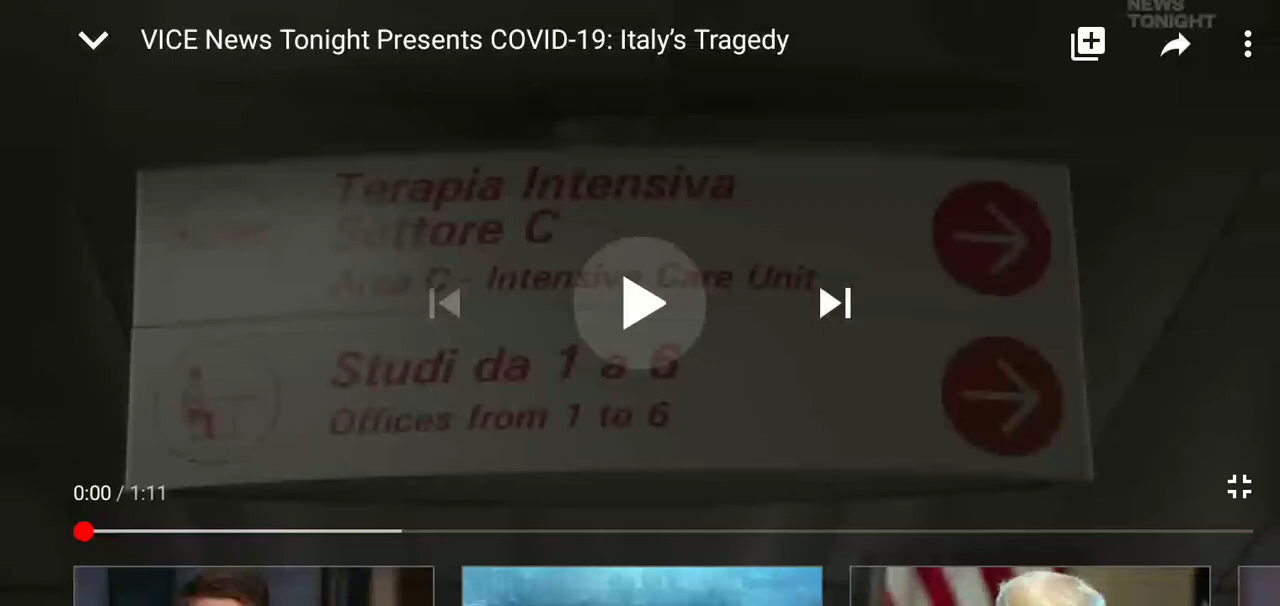 NEWS
TONIGHT
VICE News Tonight Presents COVID-19: Italy's Tragedy
Terapia Intensiva
Settore C
Area C - Intensive Care Unit
Studi da 1 a 6
Offices from 1 to 6
0:00 / 1:11